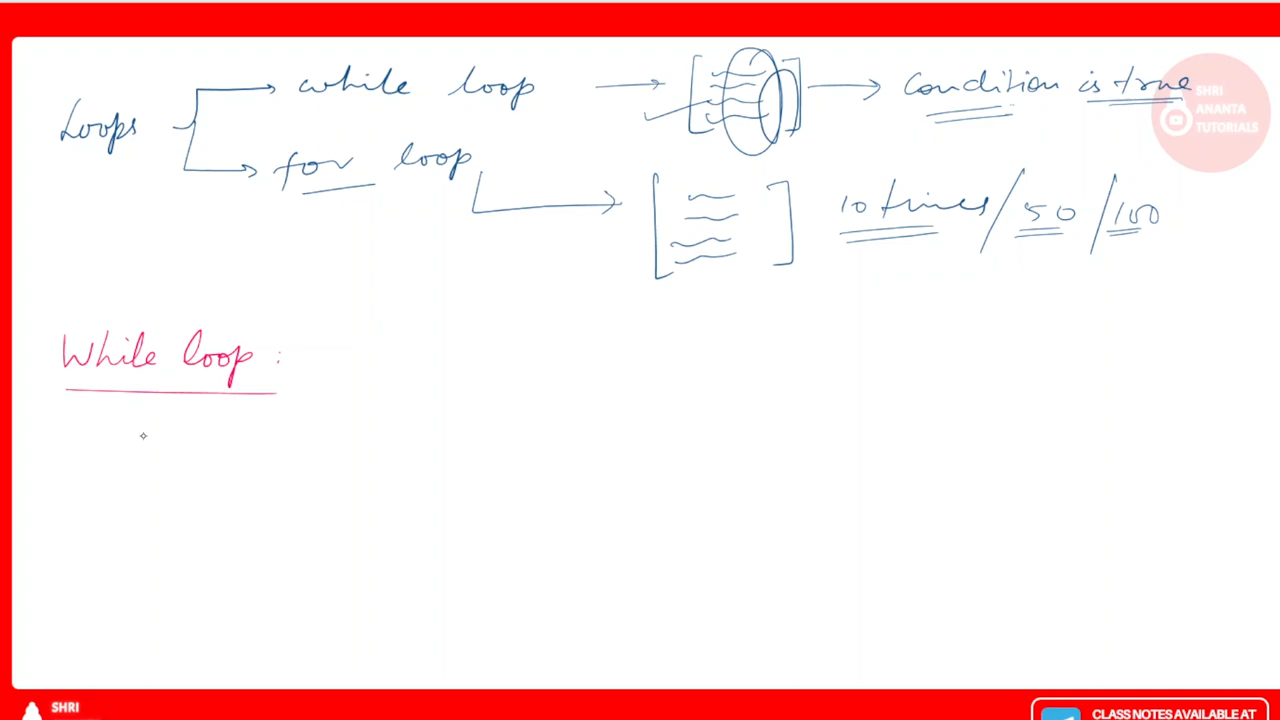 Loops
while loop
condition is true
for loop
10 times/50/100
While loop :
SHRI
ANANTA
TUTORIALS
SHRI
CLASS NOTES AVAILABLE AT